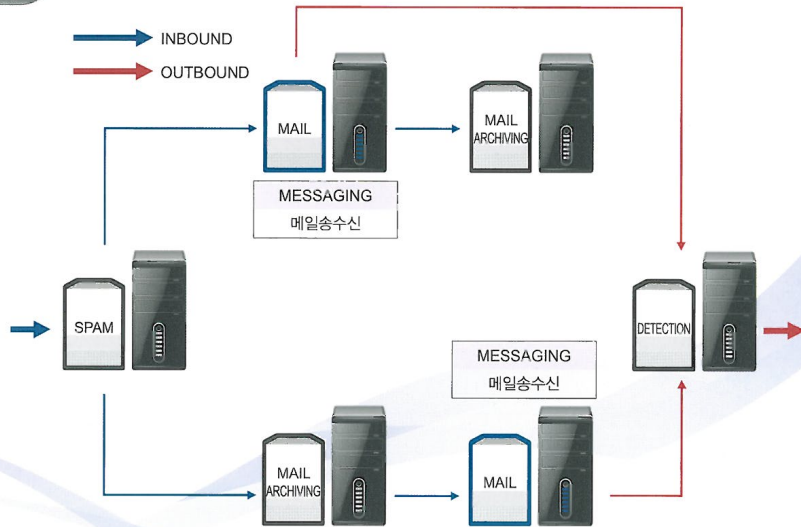 INBOUND
OUTBOUND
MAIL
MAIL
ARCHIVING
MESSAGING
메일송수신
SPAM
DETECTION
MESSAGING
메일송수신
MAIL
ARCHIVING
MAIL